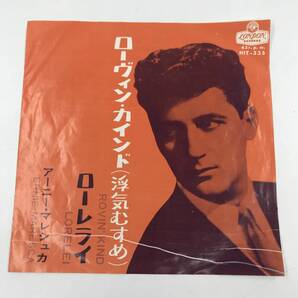 LONDON
RECORDS
45 r.p.m.
HIT-335
ローヴィン・カインド(浮気むすめ)
ROVIN' KIND
ローレライ
LORELEI
アーニー・マレシュカ